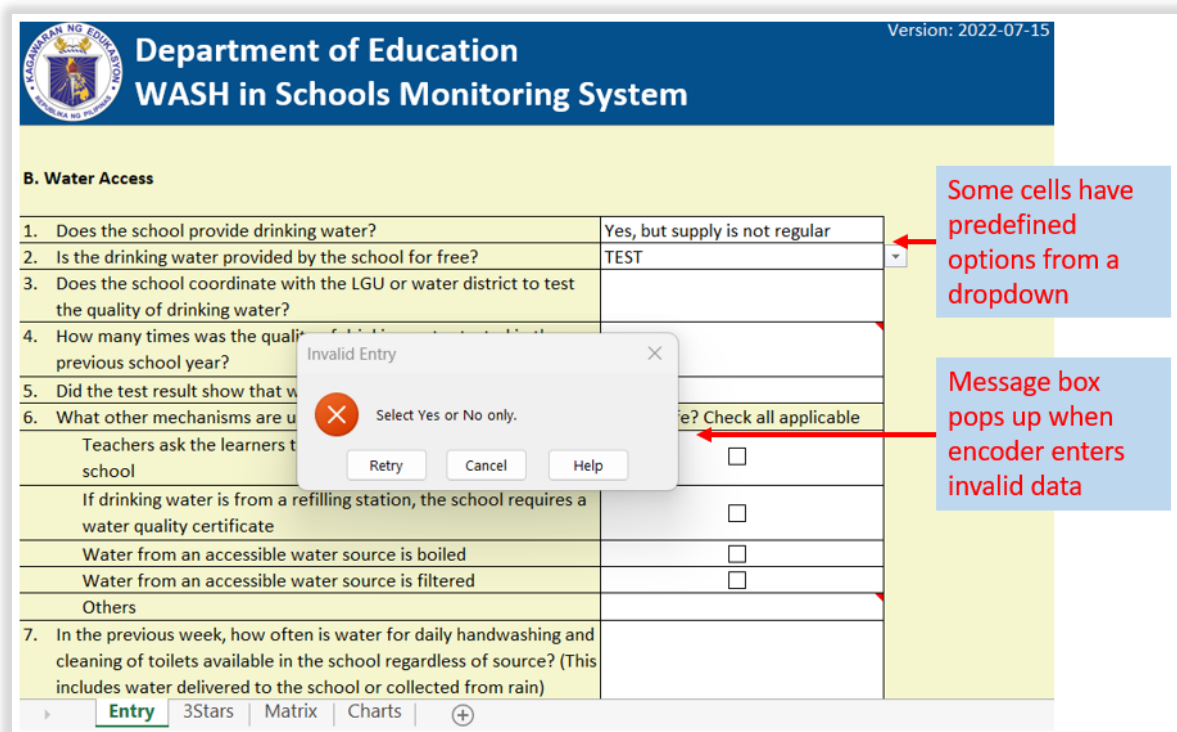 KAGAWARAN NG EDUKASYON
REPUBLIKA NG PILIPINAS
Department of Education
WASH in Schools Monitoring System
Version: 2022-07-15
B. Water Access
1. Does the school provide drinking water? Yes, but supply is not regular
2. Is the drinking water provided by the school for free? TEST
3. Does the school coordinate with the LGU or water district to test
the quality of drinking water?
4. How many times was the
previous school year?
5. Did the test result show that
6. What other mechanisms are Check all applicable
Teachers ask the learners
school
If drinking water is from a refilling station, the school requires a
water quality certificate
Water from an accessible water source is boiled
Water from an accessible water source is filtered
Others
7. In the previous week, how often is water for daily handwashing and
cleaning of toilets available in the school regardless of source? (This
includes water delivered to the school or collected from rain)
Invalid Entry
Select Yes or No only.
Retry Cancel Help
Some cells have
predefined
options from a
dropdown
Message box
pops up when
encoder enters
invalid data
Entry 3Stars Matrix Charts